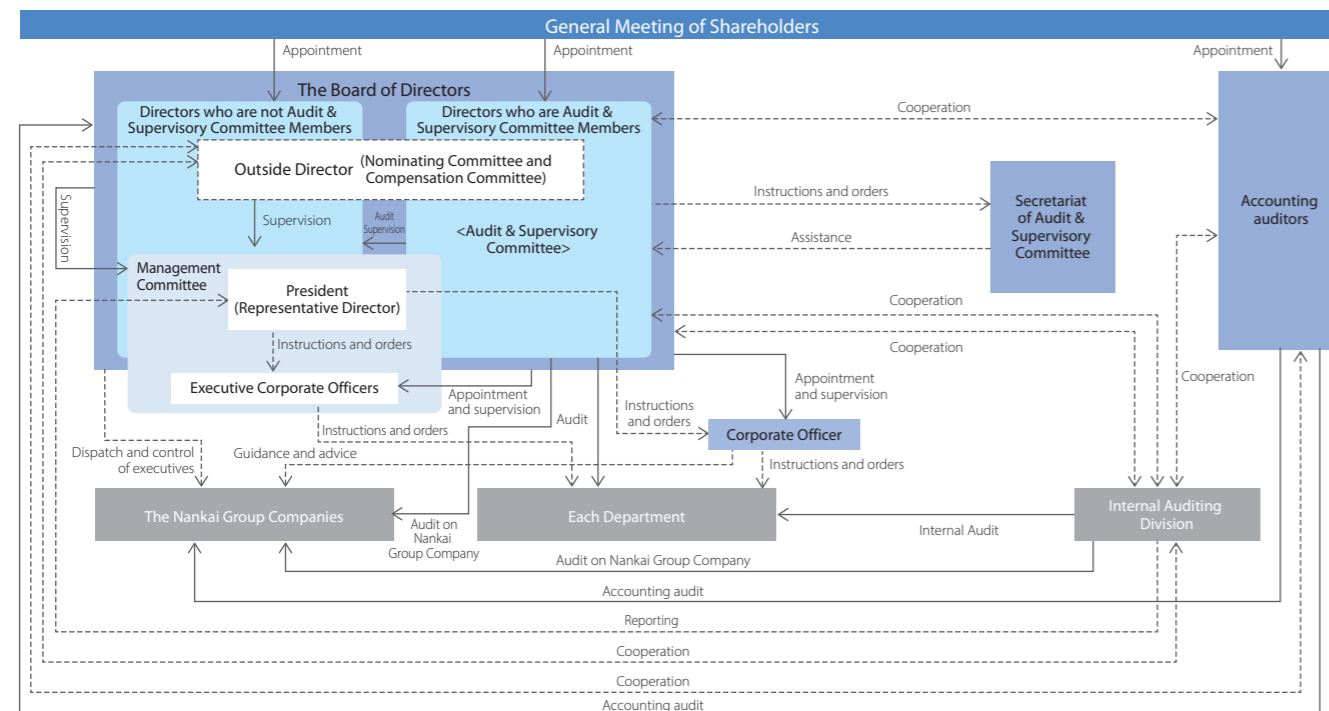 General Meeting of Shareholders
Appointment
Appointment
Appointment
The Board of Directors
Directors who are not Audit &
Supervisory Committee Members
Directors who are Audit &
Supervisory Committee Members
Cooperation
Outside Director
(Nominating Committee and
Compensation Committee)
Supervision
Supervision
Audit
Supervision
<Audit & Supervisory
Committee>
Instructions and orders
Assistance
Secretariat
of Audit &
Supervisory
Committee
Accounting
auditors
Management
Committee
President
(Representative Director)
Cooperation
Cooperation
Cooperation
Instructions and orders
Executive Corporate Officers
Appointment
and supervision
Appointment
and supervision
Instructions
and orders
Audit
Instructions and orders
Corporate Officer
Dispatch and control
of executives
Guidance and advice
Instructions and orders
The Nankai Group Companies
Each Department
Internal Auditing
Division
Audit on
Nankai
Group Company
Internal Audit
Audit on Nankai Group Company
Accounting audit
Reporting
Cooperation
Cooperation
Accounting audit